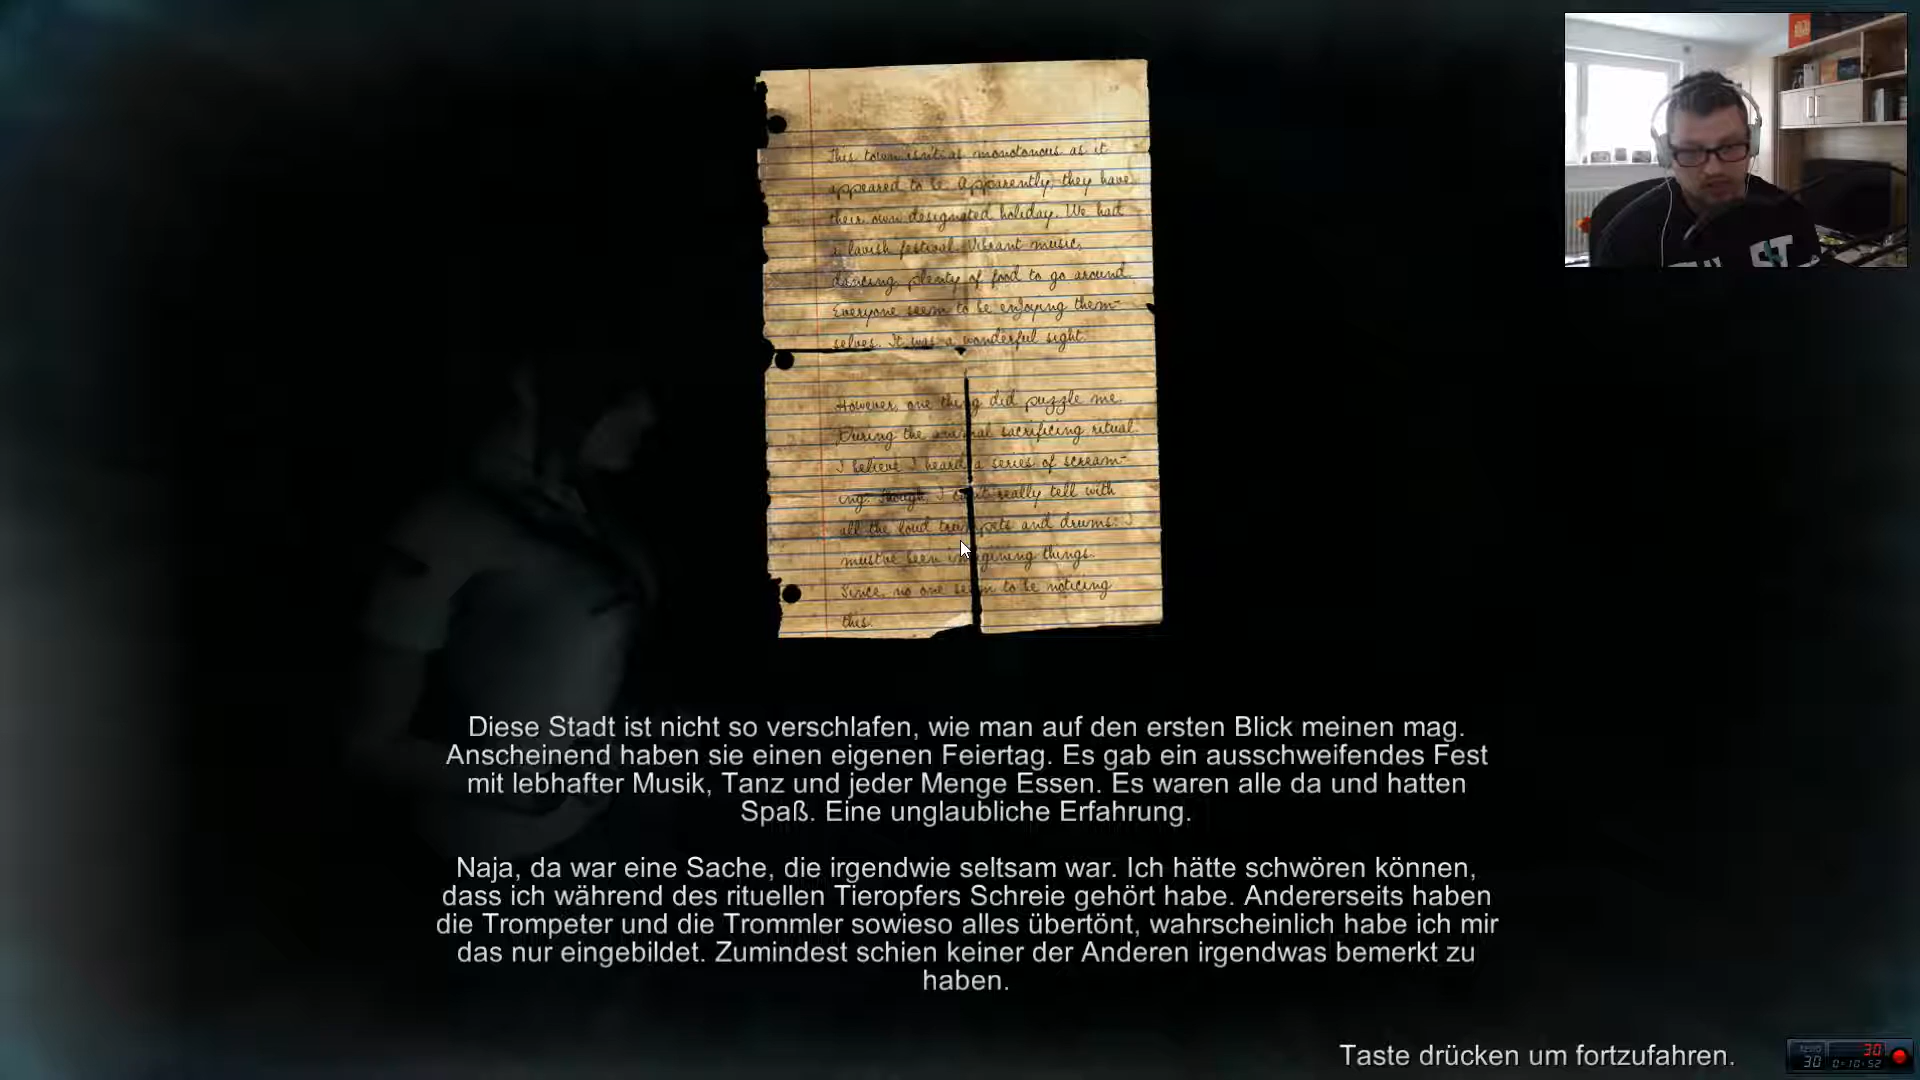 This town isn't as monotonous as it
appeared to be. Apparently, they have
their own designated holiday. We had
a lavish festival. Vibrant music,
dancing, plenty of food to go around.
Everyone seem to be enjoying them-
selves. It was a wonderful sight.
However, one thing did puzzle me.
During the animal sacrificing ritual.
I believe I heard a series of scream-
ing. Though, I can't really tell with
all the loud trumpets and drums. I
must've been imagining things.
Since, no one seem to be noticing
this.
Diese Stadt ist nicht so verschlafen, wie man auf den ersten Blick meinen mag.
Anscheinend haben sie einen eigenen Feiertag. Es gab ein ausschweifendes Fest
mit lebhafter Musik, Tanz und jeder Menge Essen. Es waren alle da und hatten
Spaß. Eine unglaubliche Erfahrung.
Naja, da war eine Sache, die irgendwie seltsam war. Ich hätte schwören können,
dass ich während des rituellen Tieropfers Schreie gehört habe. Andererseits haben
die Trompeter und die Trommler sowieso alles übertönt, wahrscheinlich habe ich mir
das nur eingebildet. Zumindest schien keiner der Anderen irgendwas bemerkt zu
haben.
Taste drücken um fortzufahren.
30
30 0:10:52